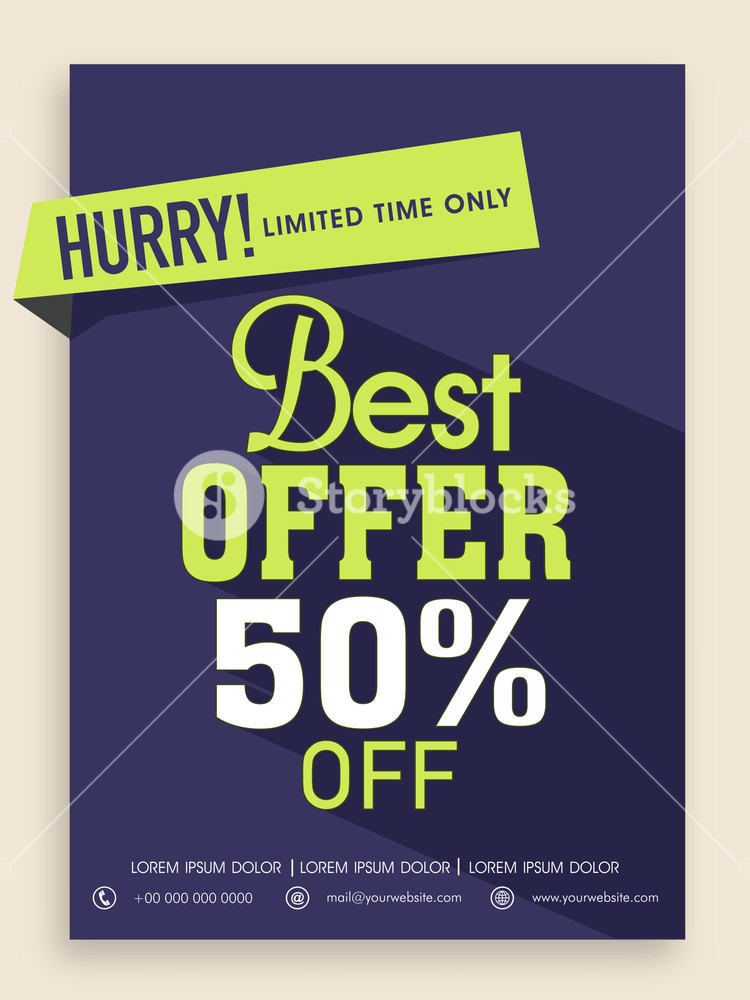 HURRY! LIMITED TIME ONLY
Best
OFFER
Storyblocks
50%
OFF
LOREM IPSUM DOLOR | LOREM IPSUM DOLOR | LOREM IPSUM DOLOR
+00 000 000 0000 @ mail@yourwebsite.com www.yourwebsite.com